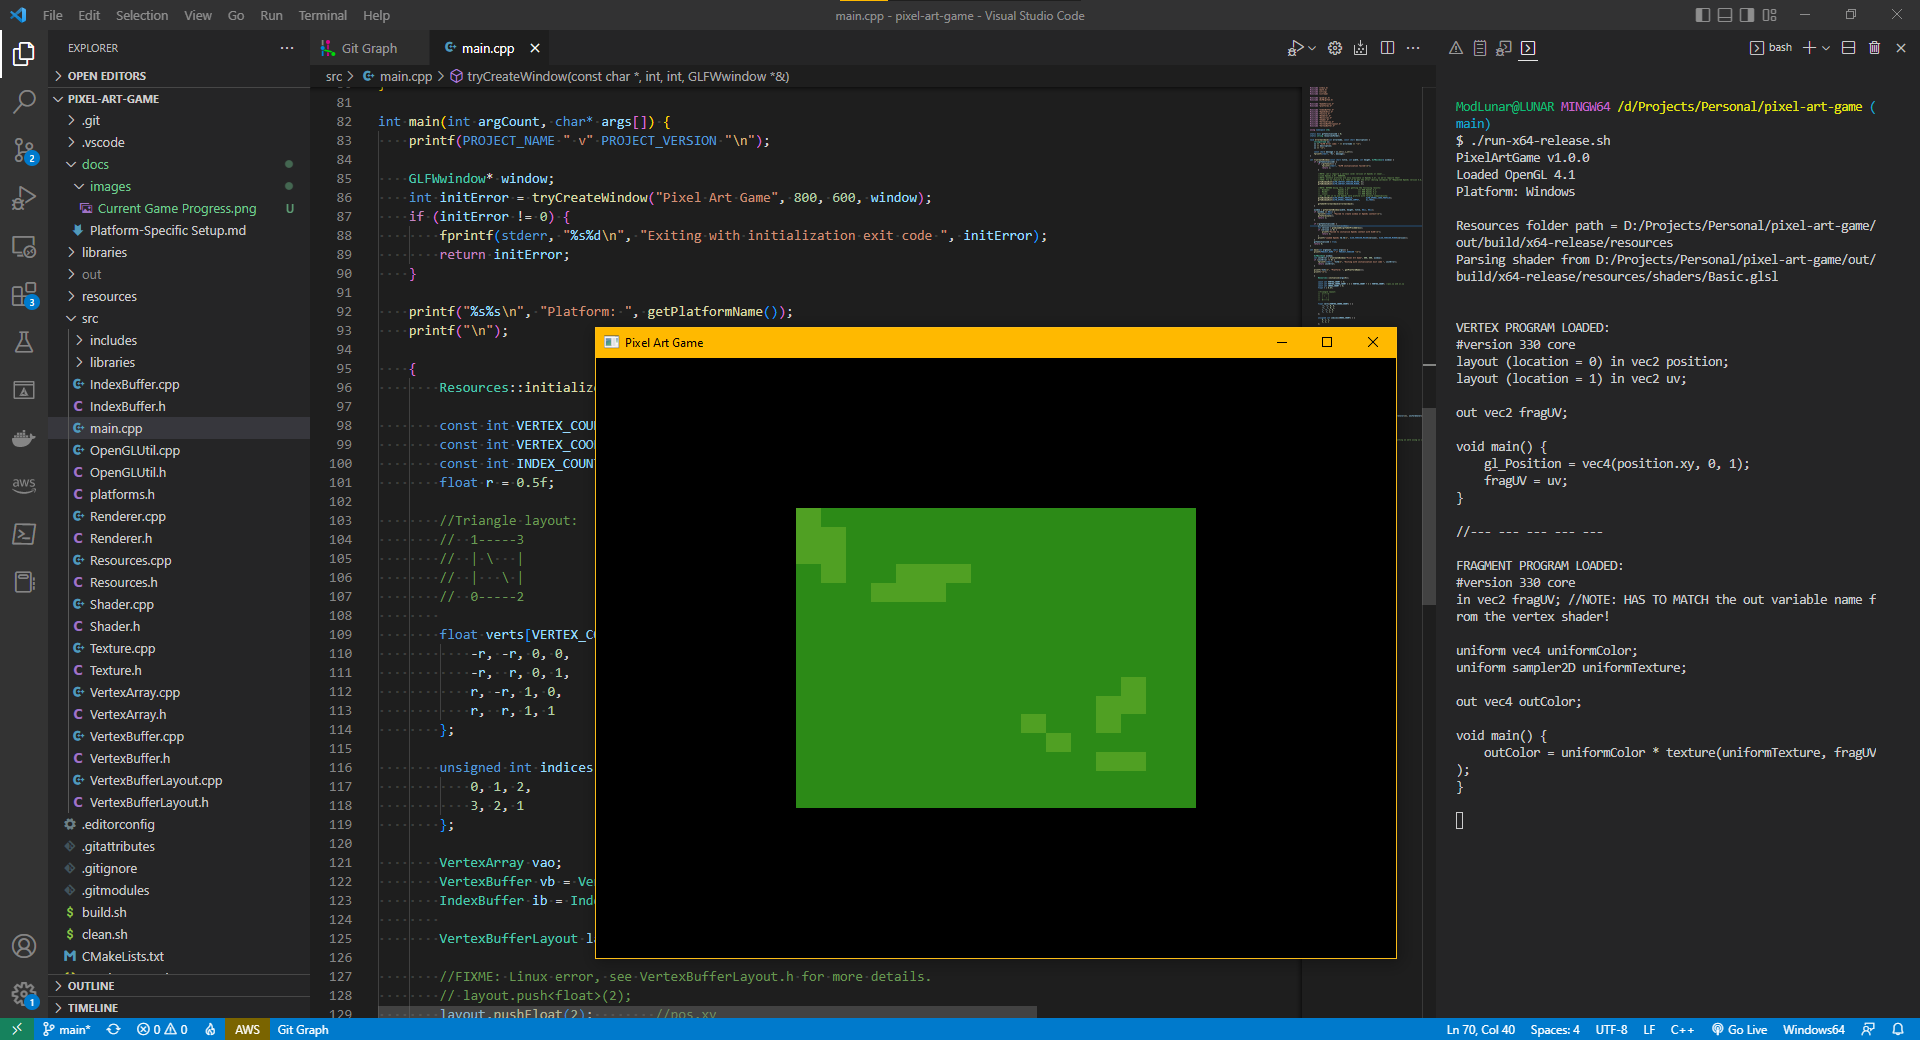 File Edit Selection View Go Run Terminal Help
main.cpp - pixel-art-game - Visual Studio Code
EXPLORER
OPEN EDITORS
PIXEL-ART-GAME
.git
.vscode
docs
images
Current Game Progress.png U
Platform-Specific Setup.md
libraries
out
resources
src
includes
libraries
IndexBuffer.cpp
IndexBuffer.h
main.cpp
OpenGLUtil.cpp
OpenGLUtil.h
platforms.h
Renderer.cpp
Renderer.h
Resources.cpp
Resources.h
Shader.cpp
Shader.h
Texture.cpp
Texture.h
VertexArray.cpp
VertexArray.h
VertexBuffer.cpp
VertexBuffer.h
VertexBufferLayout.cpp
VertexBufferLayout.h
.editorconfig
.gitattributes
.gitignore
.gitmodules
build.sh
clean.sh
CMakeLists.txt
OUTLINE
TIMELINE
2
3
aws
1
Git Graph
main.cpp
src > main.cpp > tryCreateWindow(const char *, int, int, GLFWwindow *&)
81
82 int main(int argCount, char* args[]) {
83 printf(PROJECT_NAME " v" PROJECT_VERSION "\n");
84
85 GLFWwindow* window;
86 int initError = tryCreateWindow("Pixel Art Game", 800, 600, window);
87 if (initError != 0) {
88 fprintf(stderr, "%s%d\n", "Exiting with initialization exit code ", initError);
89 return initError;
90 }
91
92 printf("%s%s\n", "Platform: ", getPlatformName());
93 printf("\n");
94
95 {
96 Resources::initializ
97
98 const int VERTEX_COU
99 const int VERTEX_COO
100 const int INDEX_COUN
101 float r = 0.5f;
102
103 //Triangle layout:
104 // 1-----3
105 // | \   |
106 // |   \ |
107 // 0-----2
108
109 float verts[VERTEX_C
110 -r, -r, 0, 0,
111 -r, r, 0, 1,
112 r, -r, 1, 0,
113 r, r, 1, 1
114 };
115
116 unsigned int indices
117 0, 1, 2,
118 3, 2, 1
119 };
120
121 VertexArray vao;
122 VertexBuffer vb = Ve
123 IndexBuffer ib = Ind
124
125 VertexBufferLayout l
126
127 //FIXME: Linux error, see VertexBufferLayout.h for more details.
128 // layout.push<float>(2);
129 layout.pushFloat(2); //pos.xy
Pixel Art Game
bash
ModLunar@LUNAR MINGW64 /d/Projects/Personal/pixel-art-game (
main)
$ ./run-x64-release.sh
PixelArtGame v1.0.0
Loaded OpenGL 4.1
Platform: Windows
Resources folder path = D:/Projects/Personal/pixel-art-game/
out/build/x64-release/resources
Parsing shader from D:/Projects/Personal/pixel-art-game/out/
build/x64-release/resources/shaders/Basic.glsl
VERTEX PROGRAM LOADED:
#version 330 core
layout (location = 0) in vec2 position;
layout (location = 1) in vec2 uv;
out vec2 fragUV;
void main() {
gl_Position = vec4(position.xy, 0, 1);
fragUV = uv;
}
//--- --- --- --- ---
FRAGMENT PROGRAM LOADED:
#version 330 core
in vec2 fragUV; //NOTE: HAS TO MATCH the out variable name f
rom the vertex shader!
uniform vec4 uniformColor;
uniform sampler2D uniformTexture;
out vec4 outColor;
void main() {
outColor = uniformColor * texture(uniformTexture, fragUV
);
}
main* 0 0 AWS Git Graph
Ln 70, Col 40 Spaces: 4 UTF-8 LF C++ Go Live Windows64